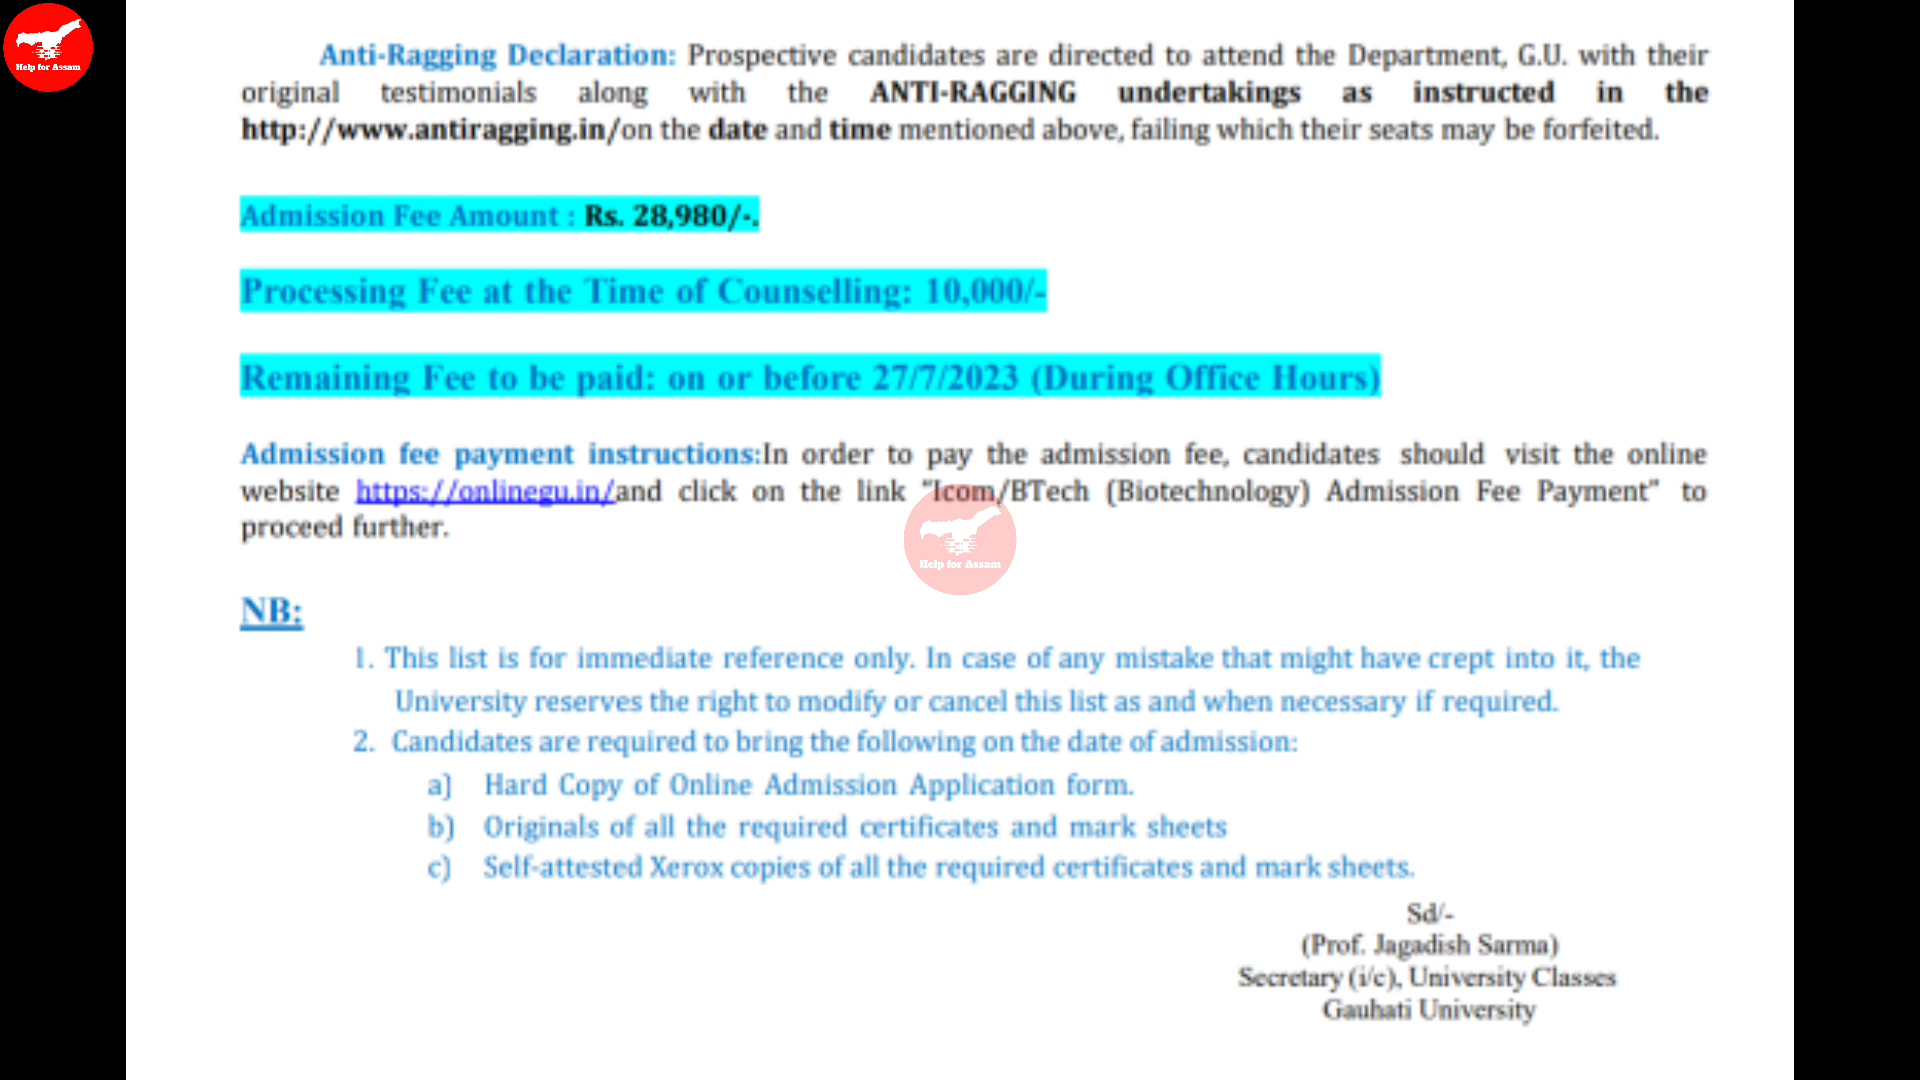 Help for Assam
Anti-Ragging Declaration: Prospective candidates are directed to attend the Department, G.U. with their
original testimonials along with the ANTI-RAGGING undertakings as instructed in the
http://www.antiragging.in/on the date and time mentioned above, failing which their seats may be forfeited.
Admission Fee Amount : Rs. 28,980/-.
Processing Fee at the Time of Counselling: 10,000/-
Remaining Fee to be paid: on or before 27/7/2023 (During Office Hours)
Admission fee payment instructions:In order to pay the admission fee, candidates should visit the online
website https://onlinegu.in/and click on the link “Icom/BTech (Biotechnology) Admission Fee Payment” to
proceed further.
Help for Assam
NB:
1. This list is for immediate reference only. In case of any mistake that might have crept into it, the
University reserves the right to modify or cancel this list as and when necessary if required.
2. Candidates are required to bring the following on the date of admission:
a) Hard Copy of Online Admission Application form.
b) Originals of all the required certificates and mark sheets
c) Self-attested Xerox copies of all the required certificates and mark sheets.
Sd/-
(Prof. Jagadish Sarma)
Secretary (i/c), University Classes
Gauhati University